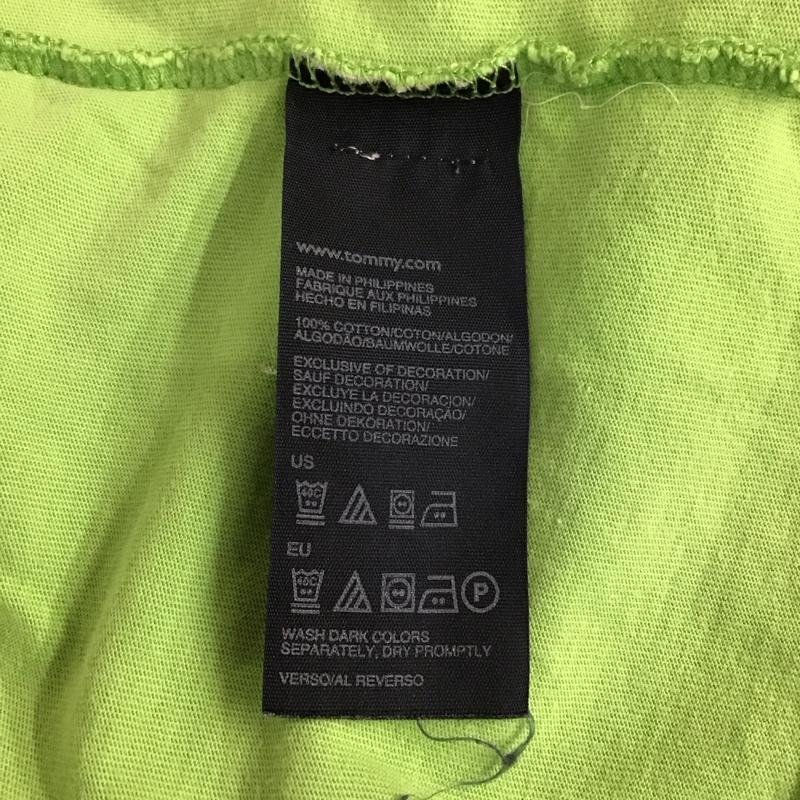 www.tommy.com
MADE IN PHILIPPINES
FABRIQUE AUX PHILIPPINES
HECHO EN FILIPINAS
100% COTTON/COTON/ALGODON/
ALGODÃO/BAUMWOLLE/COTONE
EXCLUSIVE OF DECORATION/
SAUF DECORATION/
EXCLUYE LA DECORACION/
EXCLUINDO DECORAÇÃO/
OHNE DEKORATION/
ECCETTO DECORAZIONE
US
40C
EU
40C P
WASH DARK COLORS
SEPARATELY, DRY PROMPTLY
VERSO/AL REVERSO